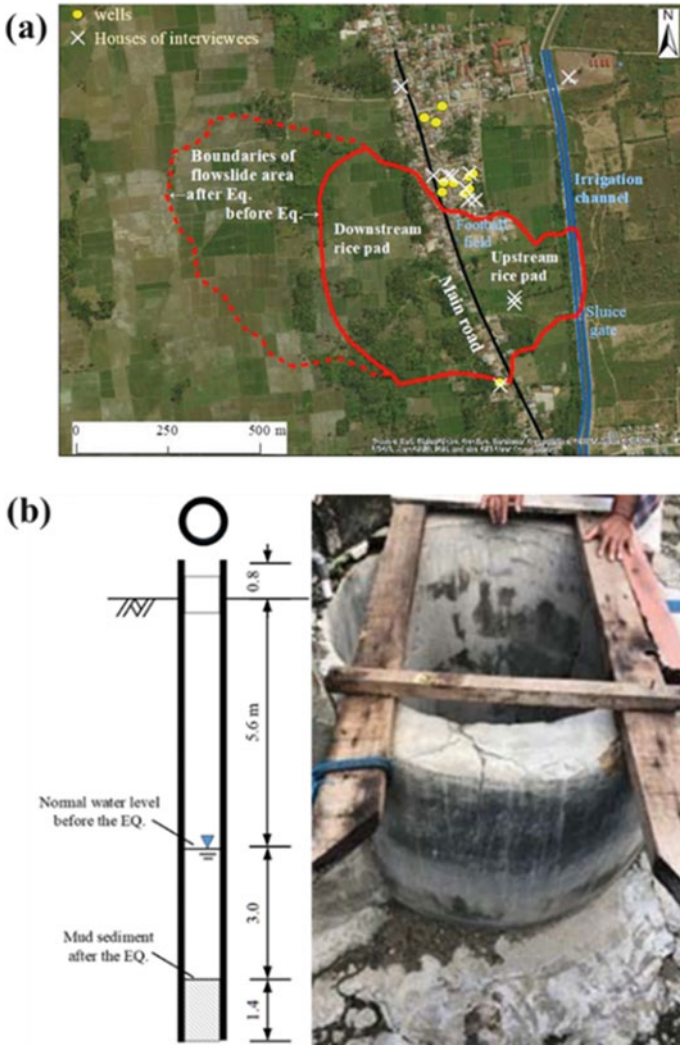 (a)
wells
Houses of interviewees
N
Boundaries of
flowslide area
after Eq.
before Eq.
Downstream
rice pad
Football
field
Upstream
rice pad
Irrigation
channel
Main road
Sluice
gate
0 250 500 m
(b)
0.8
5.6 m
Normal water level
before the EQ.
3.0
Mud sediment
after the EQ.
1.4